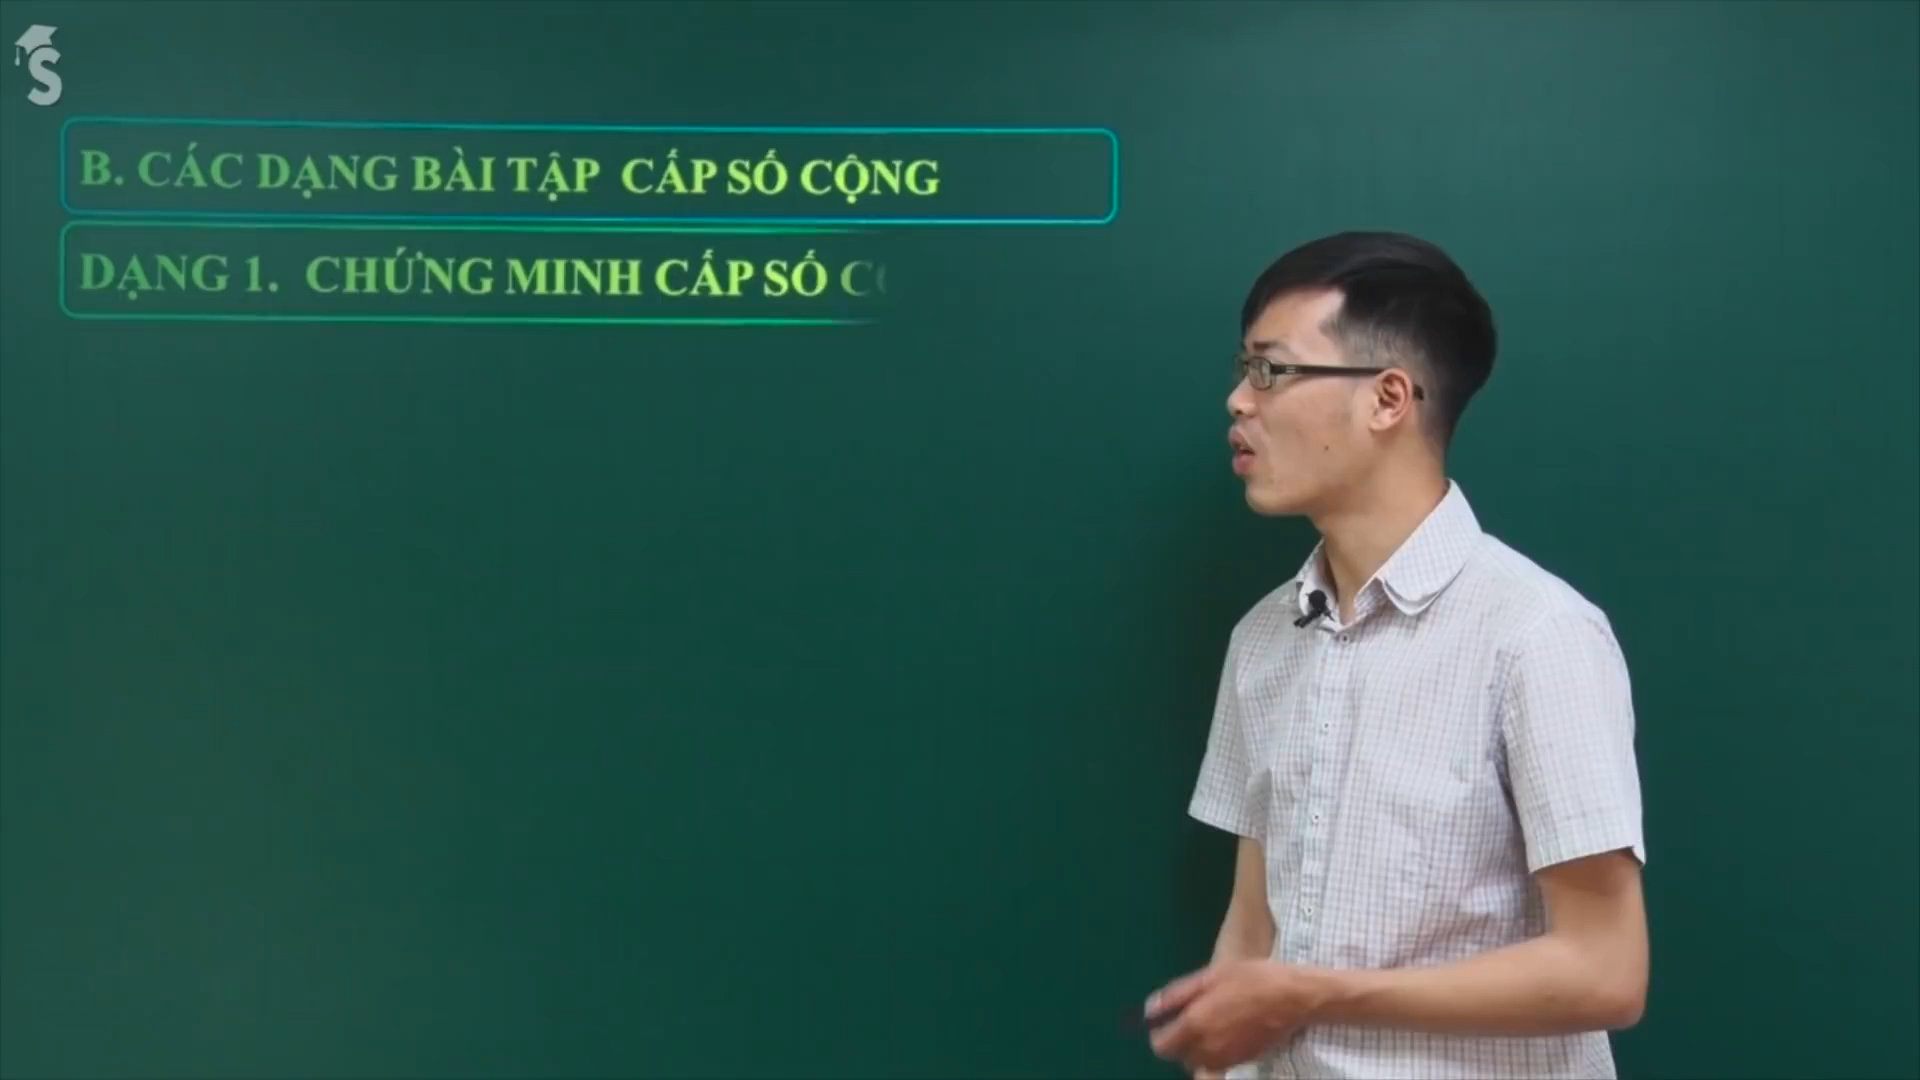 S
B. CÁC DẠNG BÀI TẬP CẤP SỐ CỘNG
DẠNG 1. CHỨNG MINH CẤP SỐ